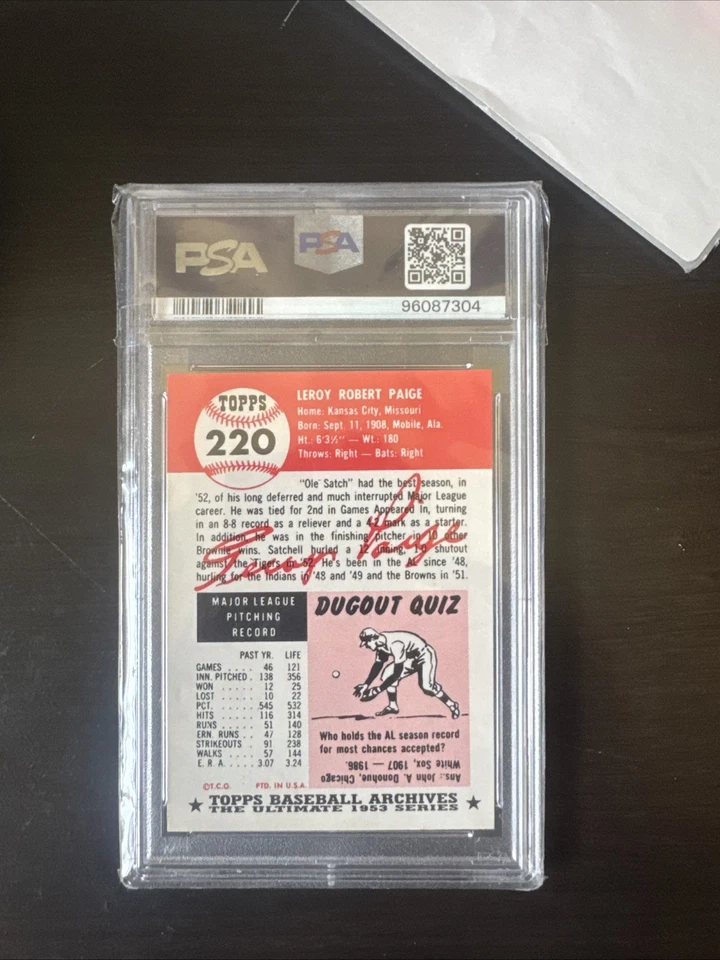 PSA
PSA
96087304
TOPPS
220
LEROY ROBERT PAIGE
Home: Kansas City, Missouri
Born: Sept. 11, 1908, Mobile, Ala.
Ht.: 6'3½" — Wt.: 180
Throws: Right — Bats: Right
"Ole Satch" had the best season, in
'52, of his long deferred and much interrupted Major League
career. He was tied for 2nd in Games Appeared In, turning
in an 8-8 record as a reliever and a 4-2 mark as a starter.
In addition, he was in the finishing pitcher other
Browns wins. Satchell hurled a 12 inning, shutout
against the Tigers in '52. He's been in the AL since '48,
hurling for the Indians in '48 and '49 and the Browns in '51.
MAJOR LEAGUE
PITCHING
RECORD
PAST YR. LIFE
GAMES .... 46 121
INN. PITCHED . 138 356
WON ..... 12 25
LOST ..... 10 22
PCT. ..... .545 532
HITS ..... 116 314
RUNS ..... 51 140
ERN. RUNS .. 47 128
STRIKEOUTS .. 91 238
WALKS .... 57 144
E. R. A. .... 3.07 3.24
DUGOUT QUIZ
Who holds the AL season record
for most chances accepted?
Ans.: John A. Donohue, Chicago
White Sox, 1907 — 1986.
©T.C.G. PTD. IN U.S.A.
★ TOPPS BASEBALL ARCHIVES ★
THE ULTIMATE 1953 SERIES